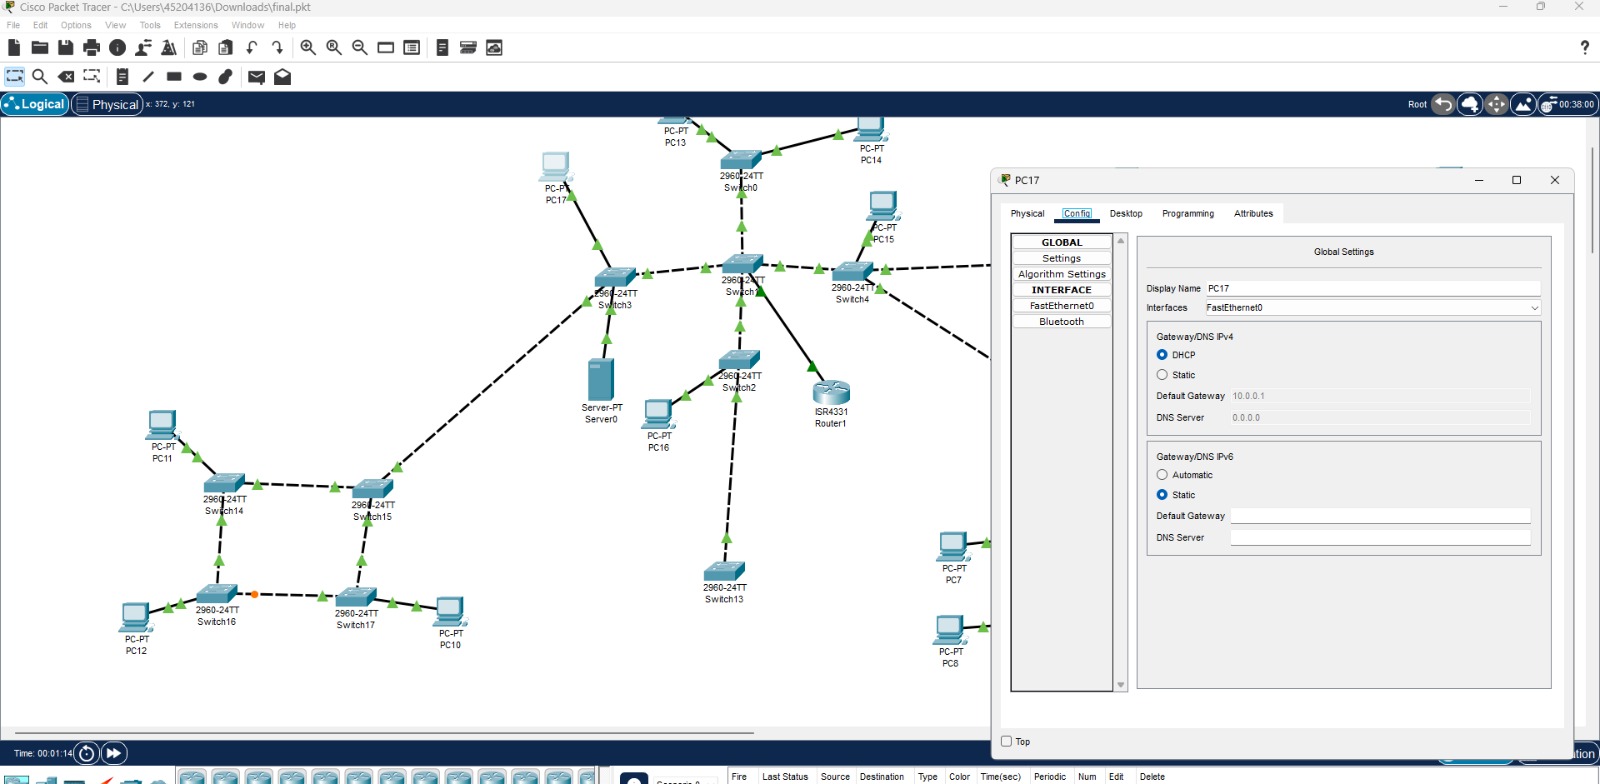 Cisco Packet Tracer - C:\Users\45204136\Downloads\final.pkt
File Edit Options View Tools Extensions Window Help
?
Logical Physical x: 372, y: 121 Root 00:38:00
PC-PT
PC13
PC-PT
PC14
2960-24TT
Switch0
PC-PT
PC17
PC-PT
PC15
2960-24TT
Switch3
2960-24TT
2960-24TT
Switch4
Server-PT
Server0
2960-24TT
Switch2
PC-PT
PC16
ISR4331
Router1
PC-PT
PC11
2960-24TT
Switch14
2960-24TT
Switch15
2960-24TT
Switch13
PC-PT
PC7
PC-PT
PC12
2960-24TT
Switch16
2960-24TT
Switch17
PC-PT
PC10
PC-PT
PC8
PC17
Physical Config Desktop Programming Attributes
GLOBAL
Settings
Algorithm Settings
INTERFACE
FastEthernet0
Bluetooth
Global Settings
Display Name PC17
Interfaces FastEthernet0
Gateway/DNS IPv4
DHCP
Static
Default Gateway 10.0.0.1
DNS Server 0.0.0.0
Gateway/DNS IPv6
Automatic
Static
Default Gateway
DNS Server
Top
Time: 00:01:14
Fire Last Status Source Destination Type Color Time(sec) Periodic Num Edit Delete